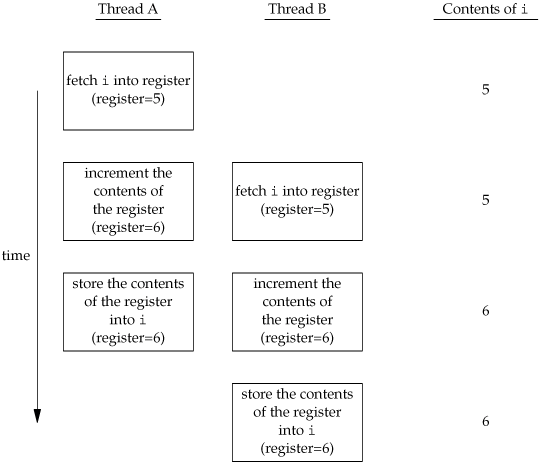 Thread A Thread B Contents of i
fetch i into register
(register=5)
5
increment the
contents of
the register
(register=6)
fetch i into register
(register=5)
5
time
store the contents
of the register
into i
(register=6)
increment the
contents of
the register
(register=6)
6
store the contents
of the register
into i
(register=6)
6